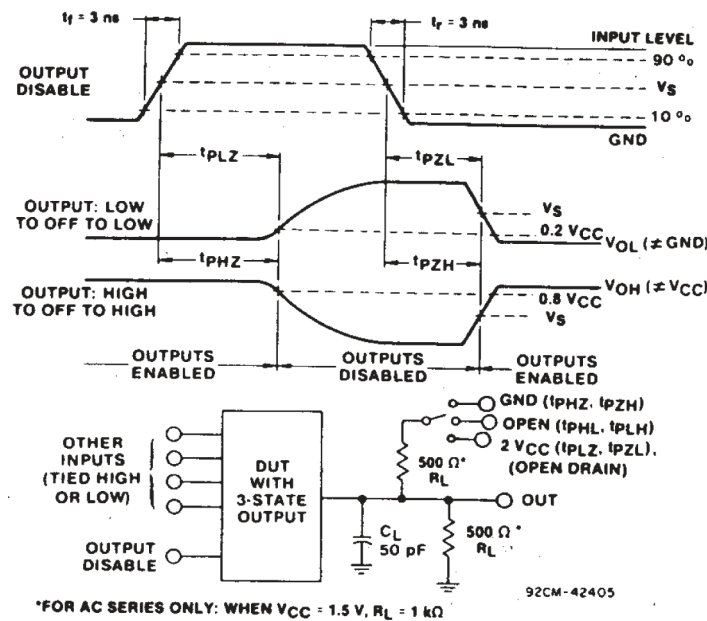 tf = 3 ns
tr = 3 ns
INPUT LEVEL
90 %
OUTPUT
DISABLE
VS
10 %
GND
tPLZ
tPZL
OUTPUT: LOW
TO OFF TO LOW
VS
0.2 VCC
VOL (≠ GND)
tPHZ
tPZH
OUTPUT: HIGH
TO OFF TO HIGH
VOH (≠ VCC)
0.8 VCC
VS
OUTPUTS
ENABLED
OUTPUTS
DISABLED
OUTPUTS
ENABLED
GND (tPHZ, tPZH)
OPEN (tPHL, tPLH)
2 VCC (tPLZ, tPZL),
(OPEN DRAIN)
OTHER
INPUTS
(TIED HIGH
OR LOW)
DUT
WITH
3-STATE
OUTPUT
500 Ω*
RL
OUT
OUTPUT
DISABLE
CL
50 pF
500 Ω*
RL
92CM-42405
*FOR AC SERIES ONLY: WHEN VCC = 1.5 V, RL = 1 kΩ